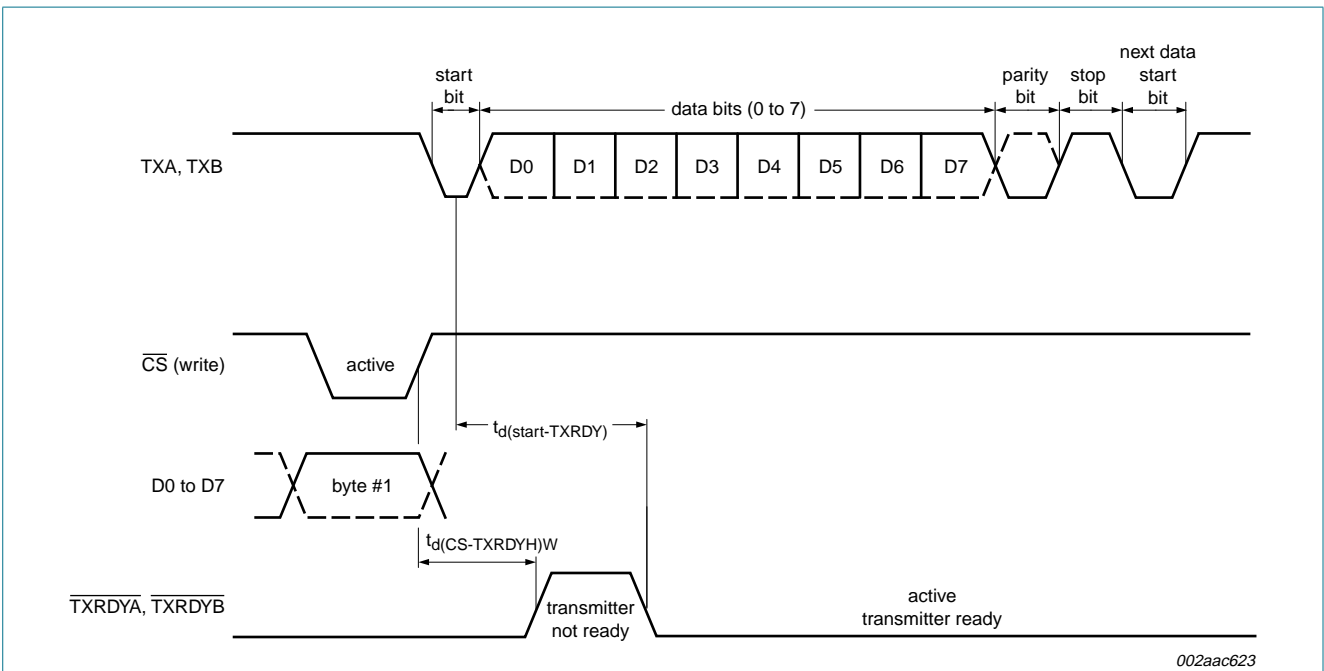 start
bit
data bits (0 to 7)
parity
bit
stop
bit
next data
start
bit
TXA, TXB
D0
D1
D2
D3
D4
D5
D6
D7
CS (write)
active
td(start-TXRDY)
D0 to D7
byte #1
td(CS-TXRDYH)W
TXRDYA, TXRDYB
transmitter
not ready
active
transmitter ready
002aac623